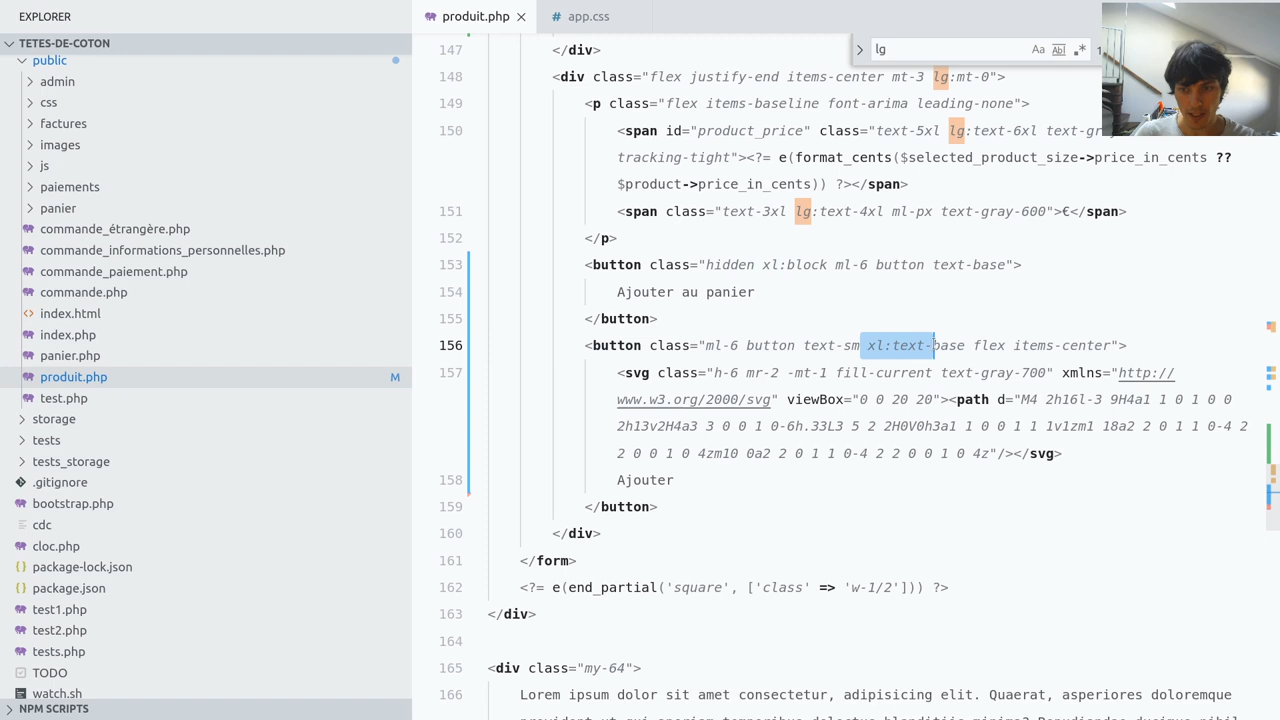 EXPLORER
TETES-DE-COTON
public
admin
css
factures
images
js
paiements
panier
commande_étrangère.php
commande_informations_personnelles.php
commande_paiement.php
commande.php
index.html
index.php
panier.php
produit.php M
test.php
storage
tests
tests_storage
.gitignore
bootstrap.php
cdc
cloc.php
package-lock.json
package.json
test1.php
test2.php
tests.php
TODO
watch.sh
NPM SCRIPTS
produit.php
app.css
lg
147 </div>
148 <div class="flex justify-end items-center mt-3 lg:mt-0">
149 <p class="flex items-baseline font-arima leading-none">
150 <span id="product_price" class="text-5xl lg:text-6xl
tracking-tight"><?= e(format_cents($selected_product_size->price_in_cents ??
$product->price_in_cents)) ?></span>
151 <span class="text-3xl lg:text-4xl ml-px text-gray-600">€</span>
152 </p>
153 <button class="hidden xl:block ml-6 button text-base">
154 Ajouter au panier
155 </button>
156 <button class="ml-6 button text-sm xl:text-base flex items-center">
157 <svg class="h-6 mr-2 -mt-1 fill-current text-gray-700" xmlns="http://
www.w3.org/2000/svg" viewBox="0 0 20 20"><path d="M4 2h16l-3 9H4a1 1 0 1 0 0
2h13v2H4a3 3 0 0 1 0-6h.33L3 5 2 2H0V0h3a1 1 0 0 1 1 1v1zm1 18a2 2 0 1 1 0-4 2
2 0 0 1 0 4zm10 0a2 2 0 1 1 0-4 2 2 0 0 1 0 4z"/></svg>
158 Ajouter
159 </button>
160 </div>
161 </form>
162 <?= e(end_partial('square', ['class' => 'w-1/2'])) ?>
163 </div>
164
165 <div class="my-64">
166 Lorem ipsum dolor sit amet consectetur, adipisicing elit. Quaerat, asperiores doloremque